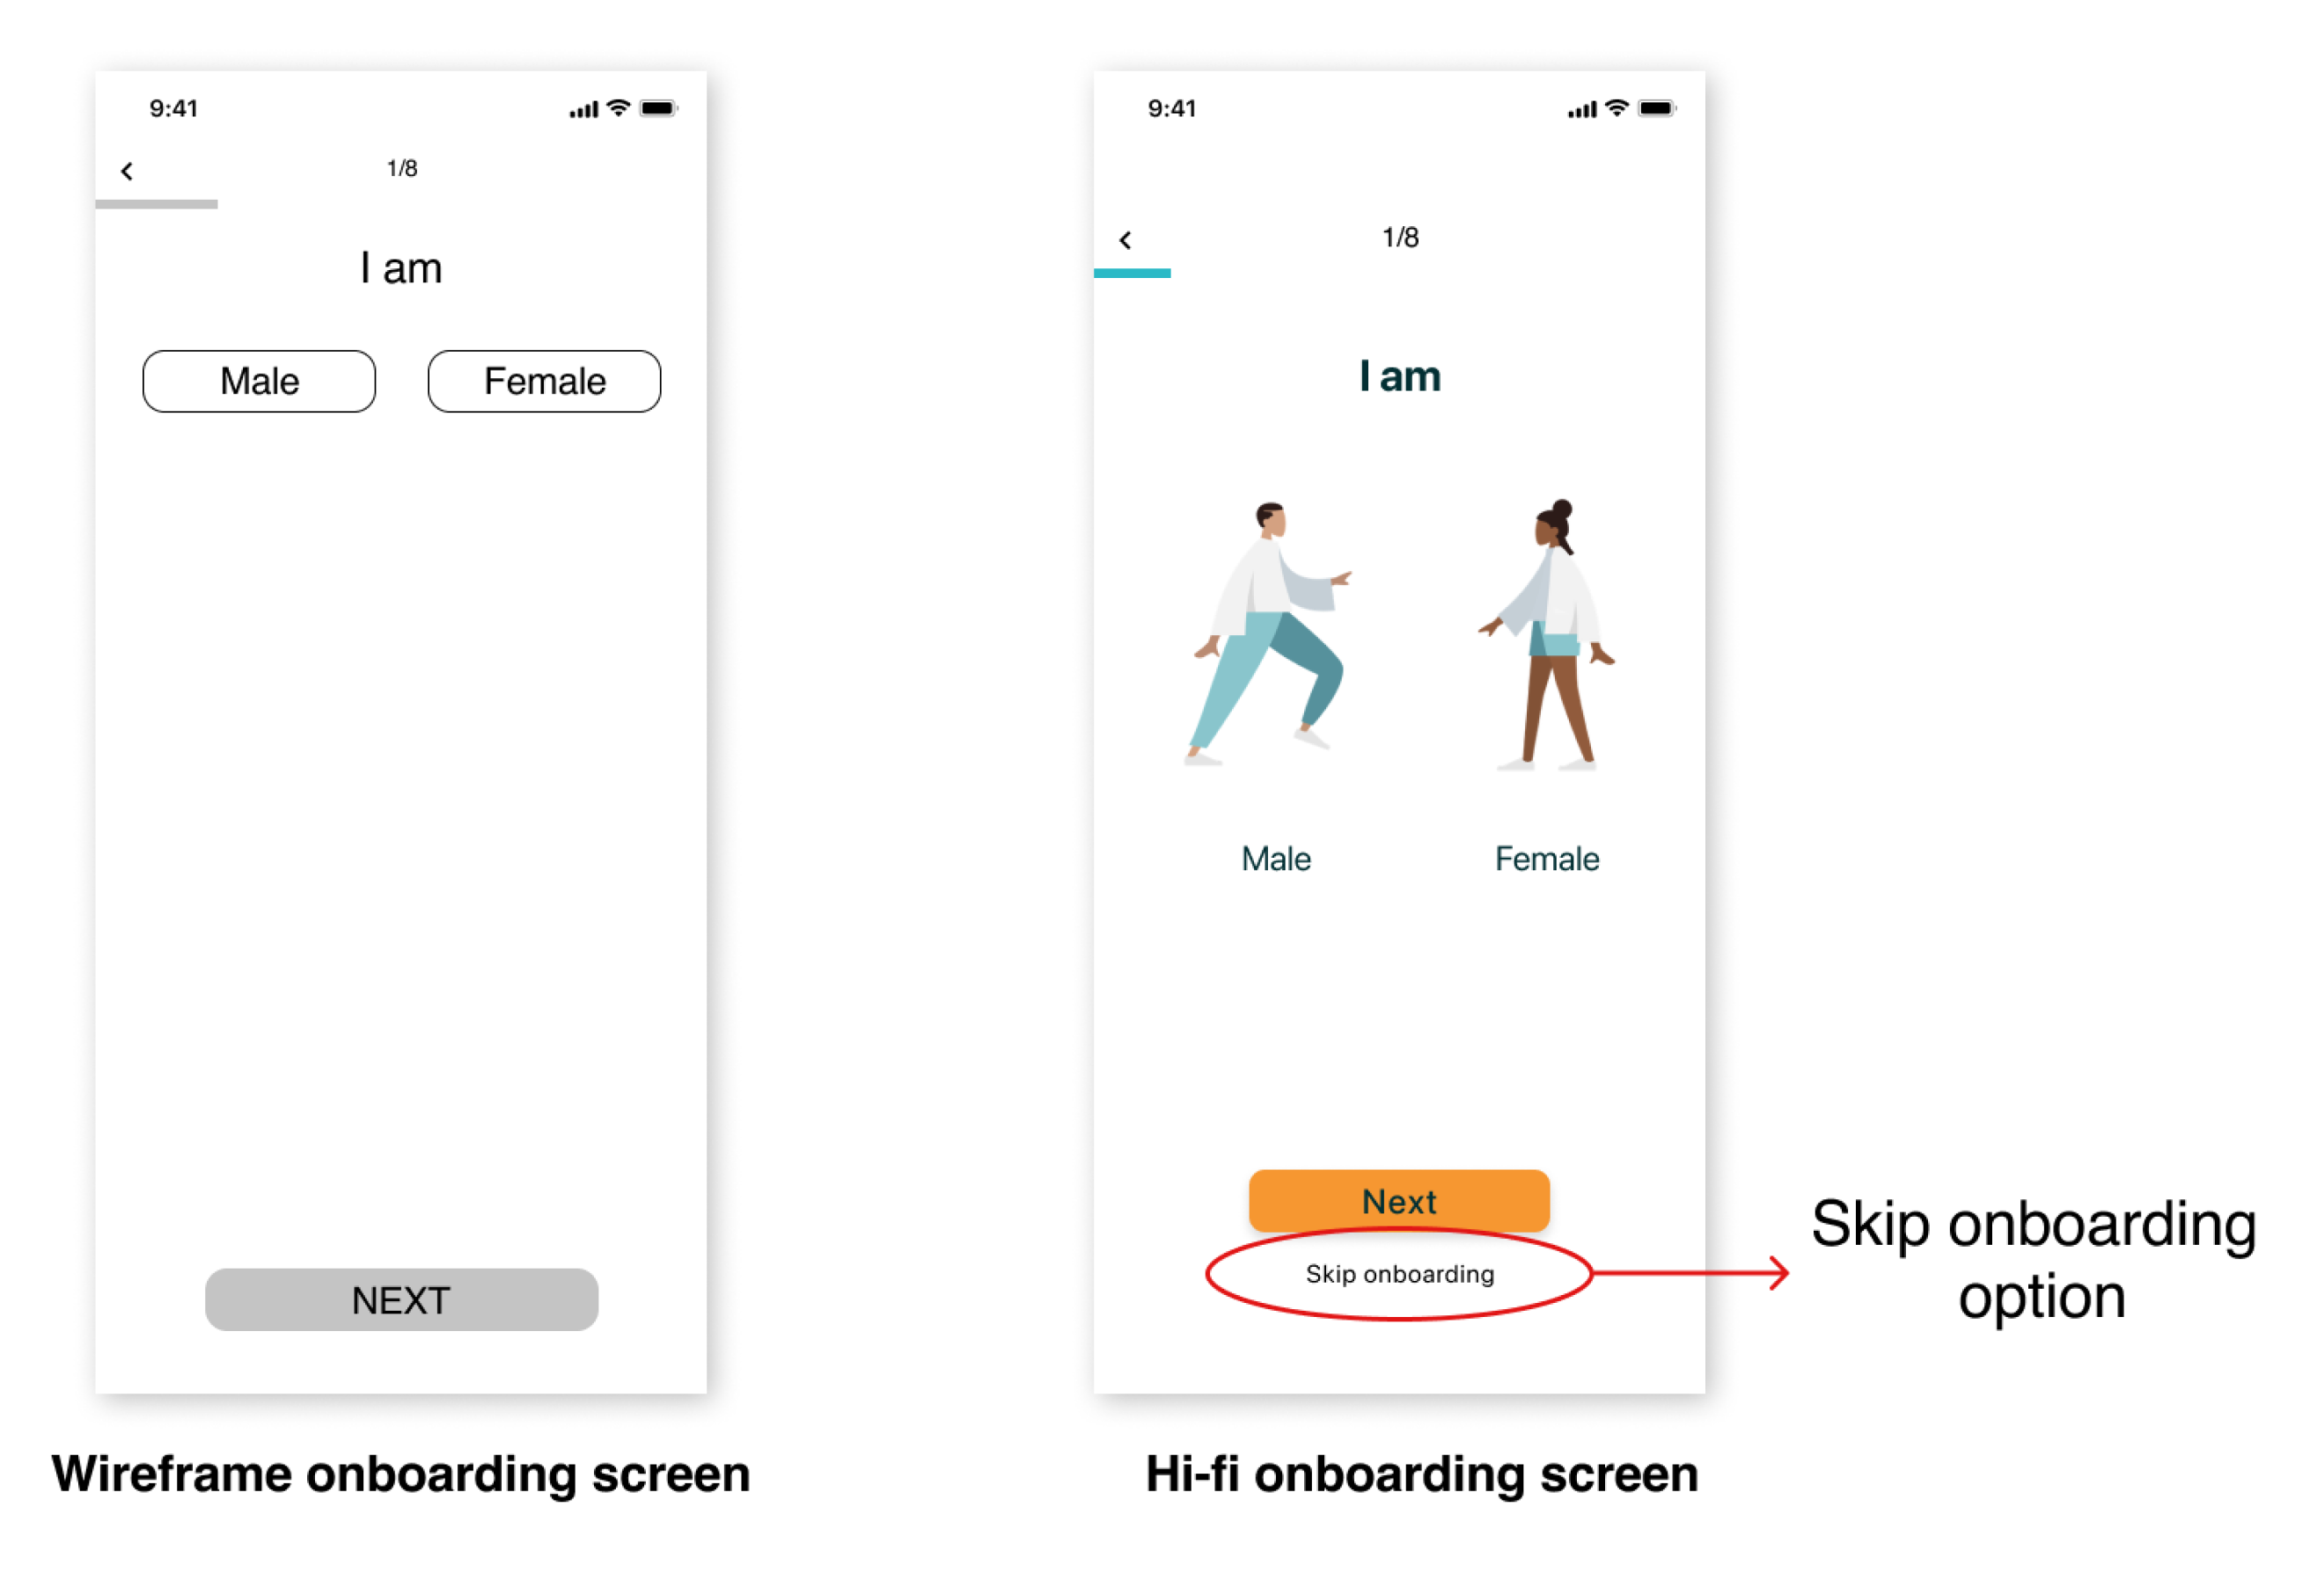 9:41
1/8
I am
Male Female
NEXT
Wireframe onboarding screen
9:41
1/8
I am
Male Female
Next
Skip onboarding
Skip onboarding
option
Hi-fi onboarding screen